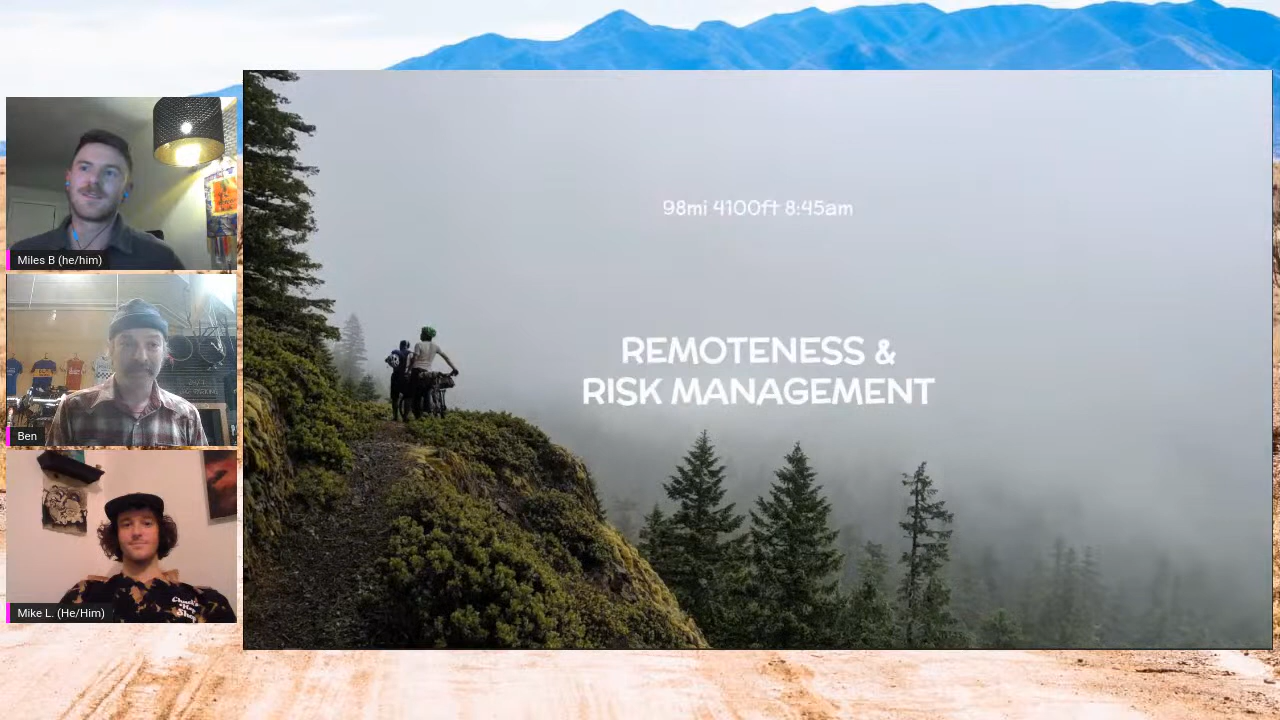 98mi 4100ft 8:45am
REMOTENESS &
RISK MANAGEMENT
Miles B (he/him)
Ben
Mike L. (He/Him)